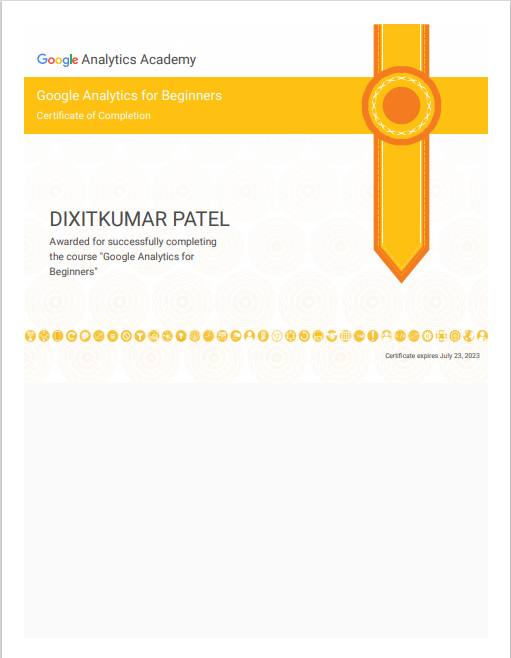 Google Analytics Academy
Google Analytics for Beginners
Certificate of Completion
DIXITKUMAR PATEL
Awarded for successfully completing
the course "Google Analytics for
Beginners"
Certificate expires July 23, 2023